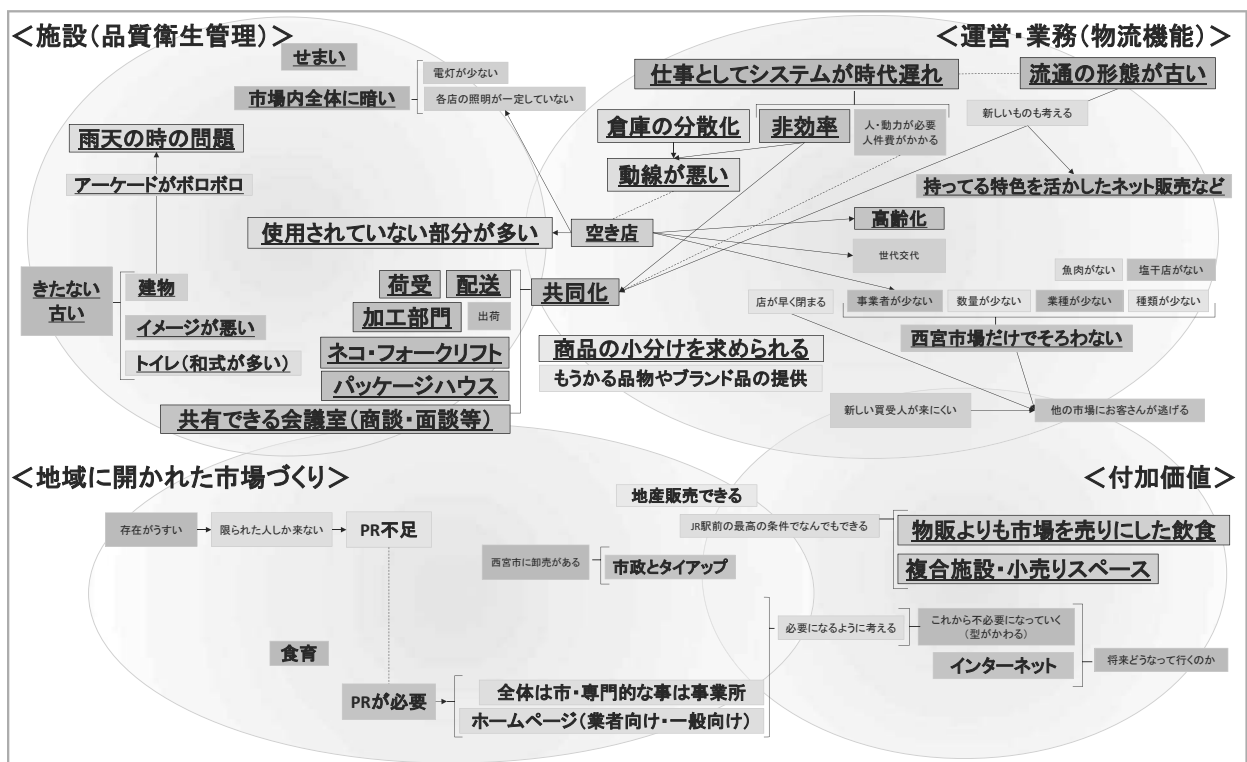 ＜施設（品質衛生管理）＞
せまい
電灯が少ない
市場内全体に暗い
各店の照明が一定していない
雨天の時の問題
アーケードがボロボロ
使用されていない部分が多い
空き店
きたない
古い
建物
イメージが悪い
トイレ（和式が多い）
荷受
配送
共同化
加工部門
出荷
ネコ・フォークリフト
パッケージハウス
共有できる会議室（商談・面談等）
＜運営・業務（物流機能）＞
仕事としてシステムが時代遅れ
流通の形態が古い
倉庫の分散化
非効率
人・動力が必要
人件費がかかる
新しいものも考える
動線が悪い
持ってる特色を活かしたネット販売など
高齢化
世代交代
魚肉がない
塩干店がない
店が早く閉まる
事業者が少ない
数量が少ない
業種が少ない
種類が少ない
西宮市場だけでそろわない
商品の小分けを求められる
もうかる品物やブランド品の提供
新しい買受人が来にくい
他の市場にお客さんが逃げる
＜地域に開かれた市場づくり＞
存在がうすい
限られた人しか来ない
PR不足
西宮市に卸売がある
市政とタイアップ
食育
PRが必要
全体は市・専門的な事は事業所
ホームページ（業者向け・一般向け）
＜付加価値＞
地産販売できる
JR駅前の最高の条件でなんでもできる
物販よりも市場を売りにした飲食
複合施設・小売りスペース
必要になるように考える
これから不必要になっていく
（型がかわる）
インターネット
将来どうなって行くのか